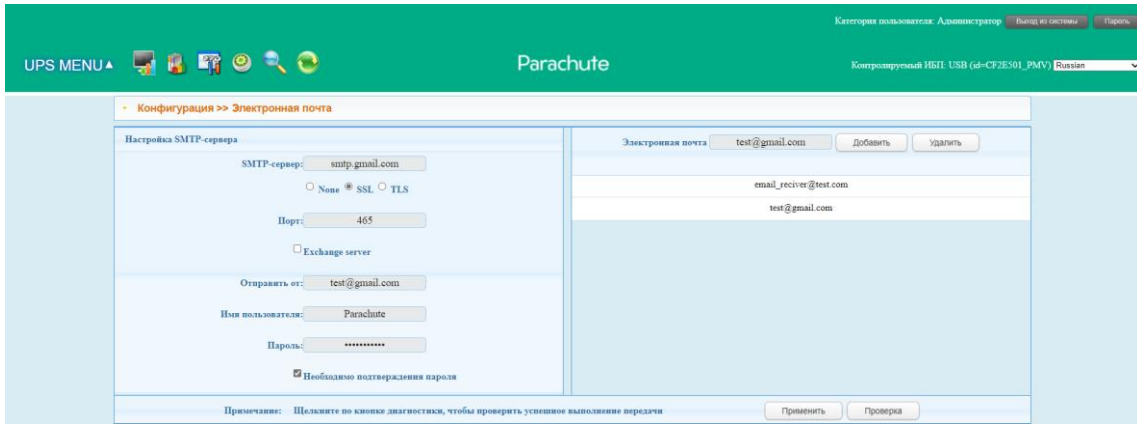 Категория пользователя: Администратор Выход из системы Пароль
UPS MENU▲ Parachute Контролируемый ИБП: USB (id=CF2E501_PMV) Russian
Конфигурация >> Электронная почта
Настройка SMTP-сервера
SMTP-сервер: smtp.gmail.com
None SSL TLS
Порт: 465
Exchange server
Отправить от: test@gmail.com
Имя пользователя: Parachute
Пароль: •••••••••••
Необходимо подтверждения пароля
Электронная почта test@gmail.com Добавить Удалить
email_reciver@test.com
test@gmail.com
Примечание: Щелкните по кнопке диагностики, чтобы проверить успешное выполнение передачи Применить Проверка